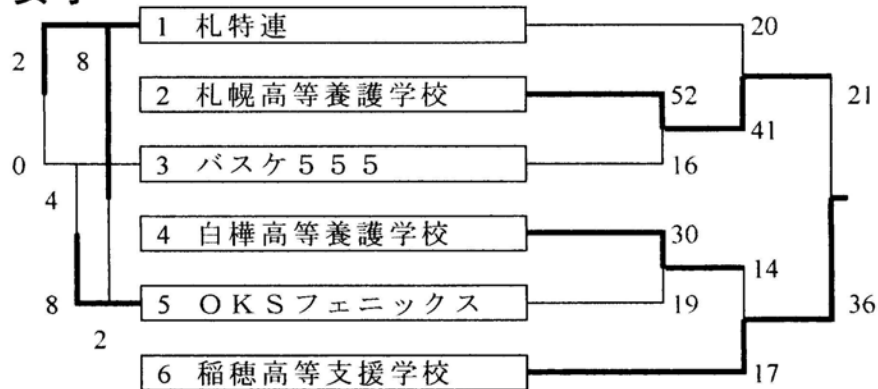 1 札特連 20
2 8
2 札幌高等養護学校 52 21
41
0 3 バスケ555 16
4
4 白樺高等養護学校 30
14
8 5 OKSフェニックス 19 36
2
6 稲穂高等支援学校 17